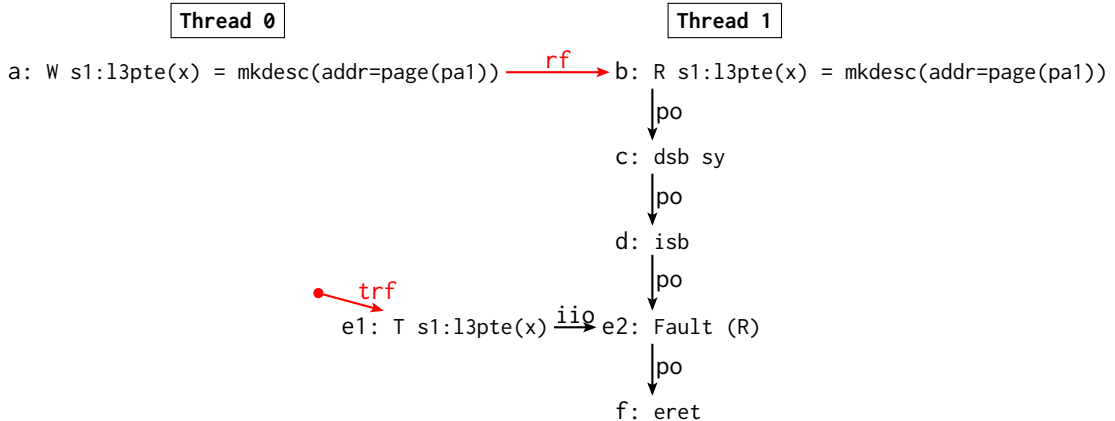 Thread 0
Thread 1
a: W s1:l3pte(x) = mkdesc(addr=page(pa1))
rf
b: R s1:l3pte(x) = mkdesc(addr=page(pa1))
po
c: dsb sy
po
d: isb
po
trf
e1: T s1:l3pte(x)
iio
e2: Fault (R)
po
f: eret